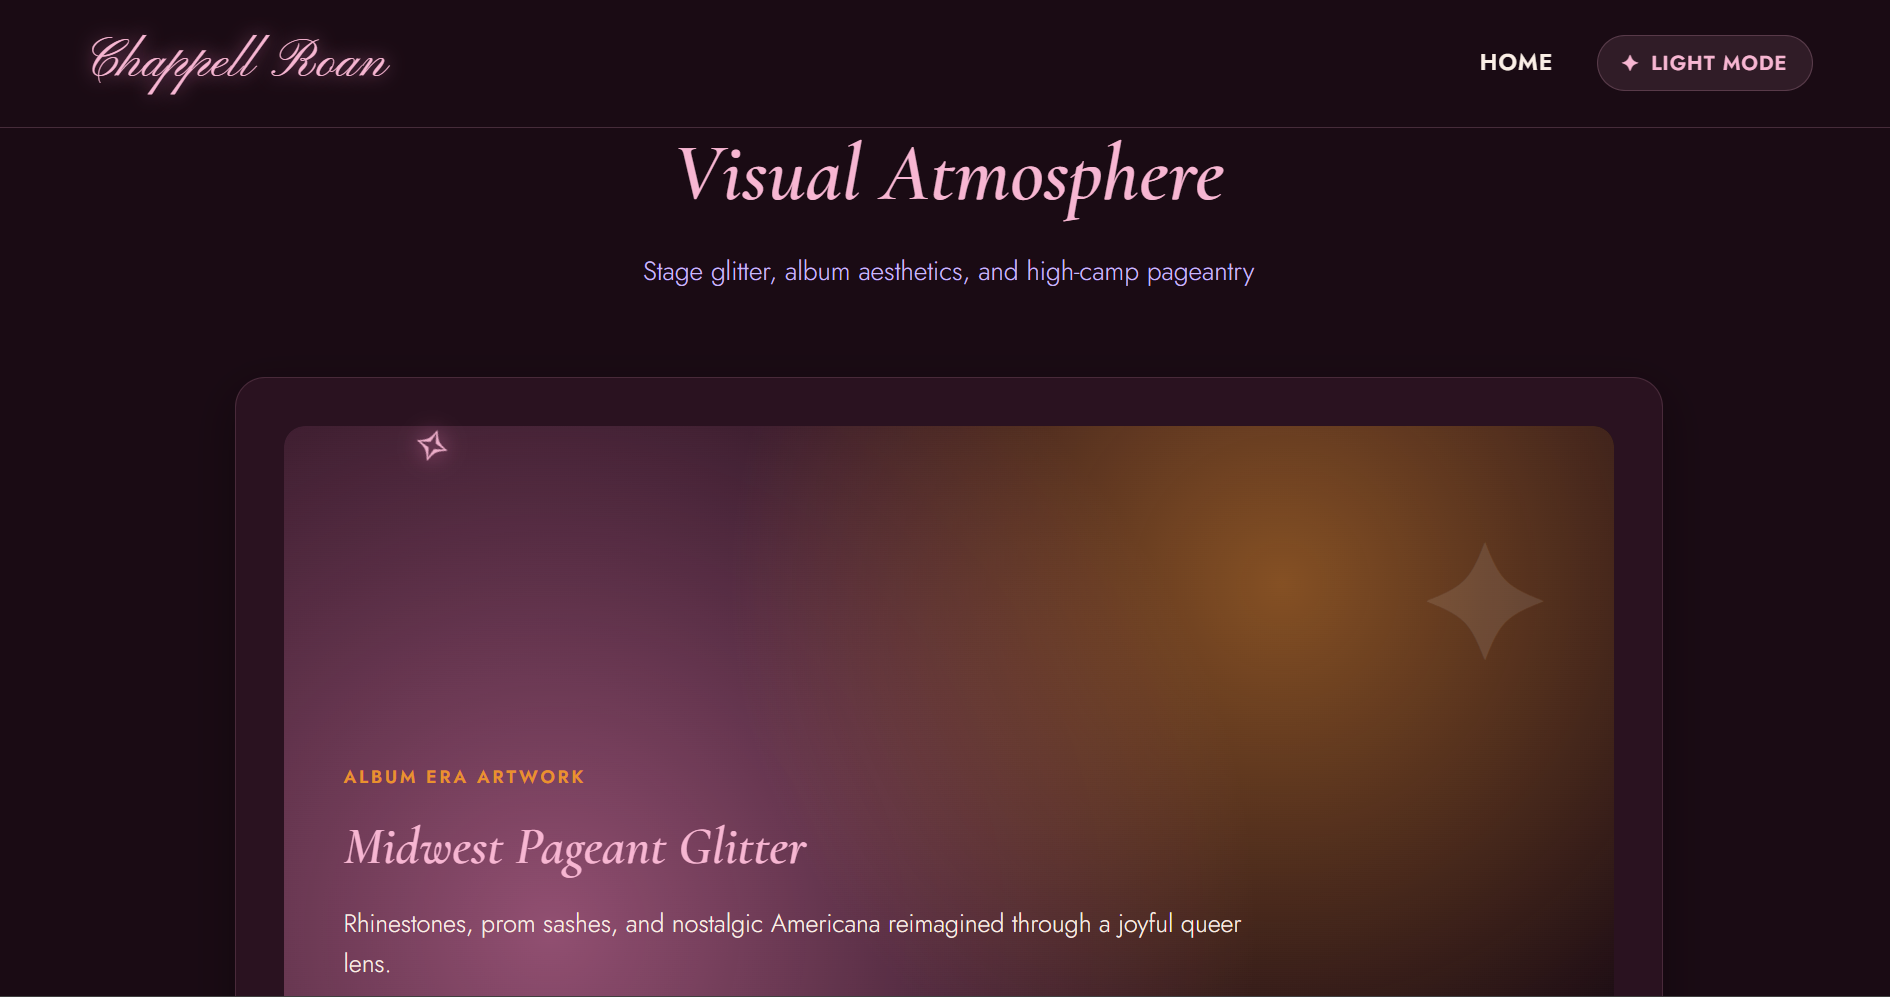 Chappell Roan
HOME
LIGHT MODE
Visual Atmosphere
Stage glitter, album aesthetics, and high-camp pageantry
ALBUM ERA ARTWORK
Midwest Pageant Glitter
Rhinestones, prom sashes, and nostalgic Americana reimagined through a joyful queer
lens.